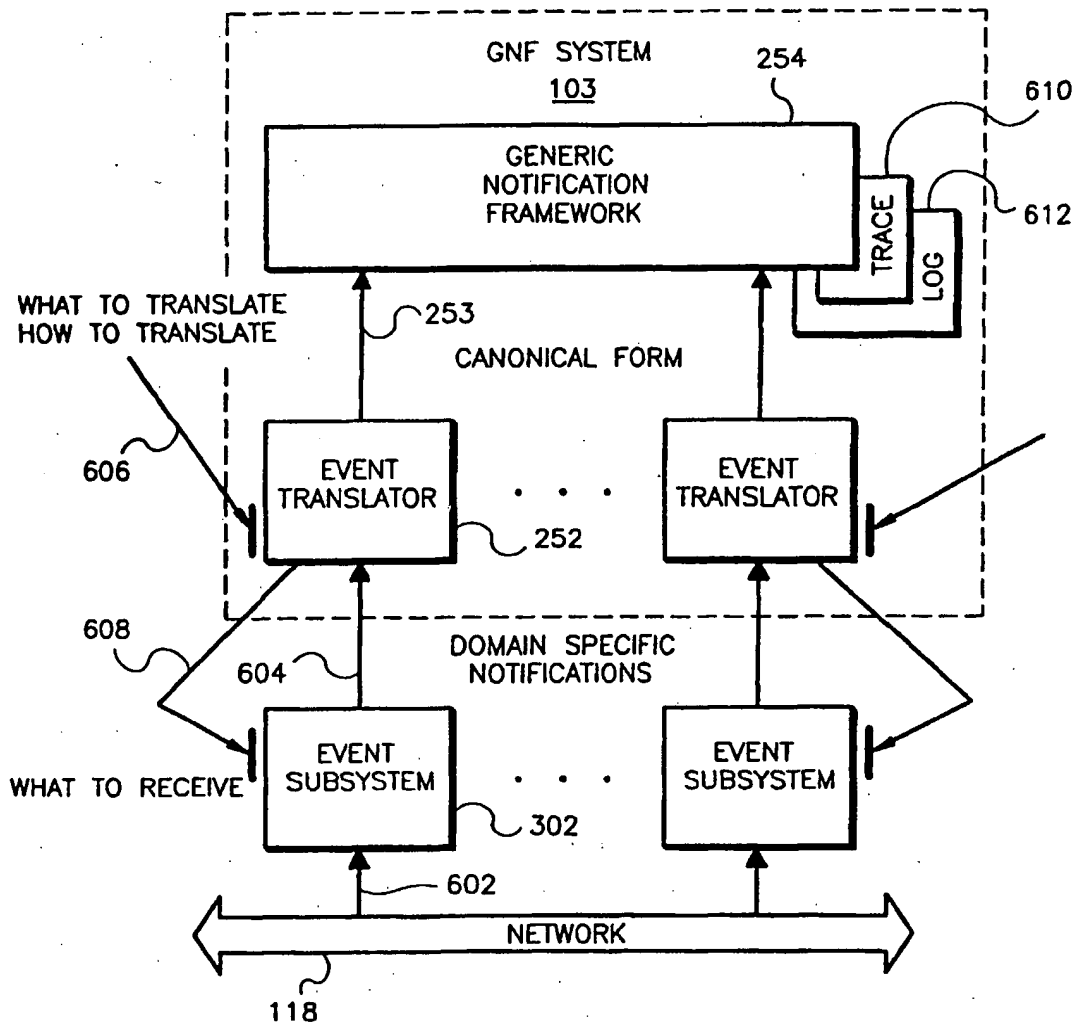 GNF SYSTEM
103
254
610
612
GENERIC
NOTIFICATION
FRAMEWORK
TRACE
LOG
WHAT TO TRANSLATE
HOW TO TRANSLATE
253
CANONICAL FORM
606
EVENT
TRANSLATOR
. . .
EVENT
TRANSLATOR
252
608
604
DOMAIN SPECIFIC
NOTIFICATIONS
EVENT
SUBSYSTEM
. . .
EVENT
SUBSYSTEM
WHAT TO RECEIVE
302
602
NETWORK
118